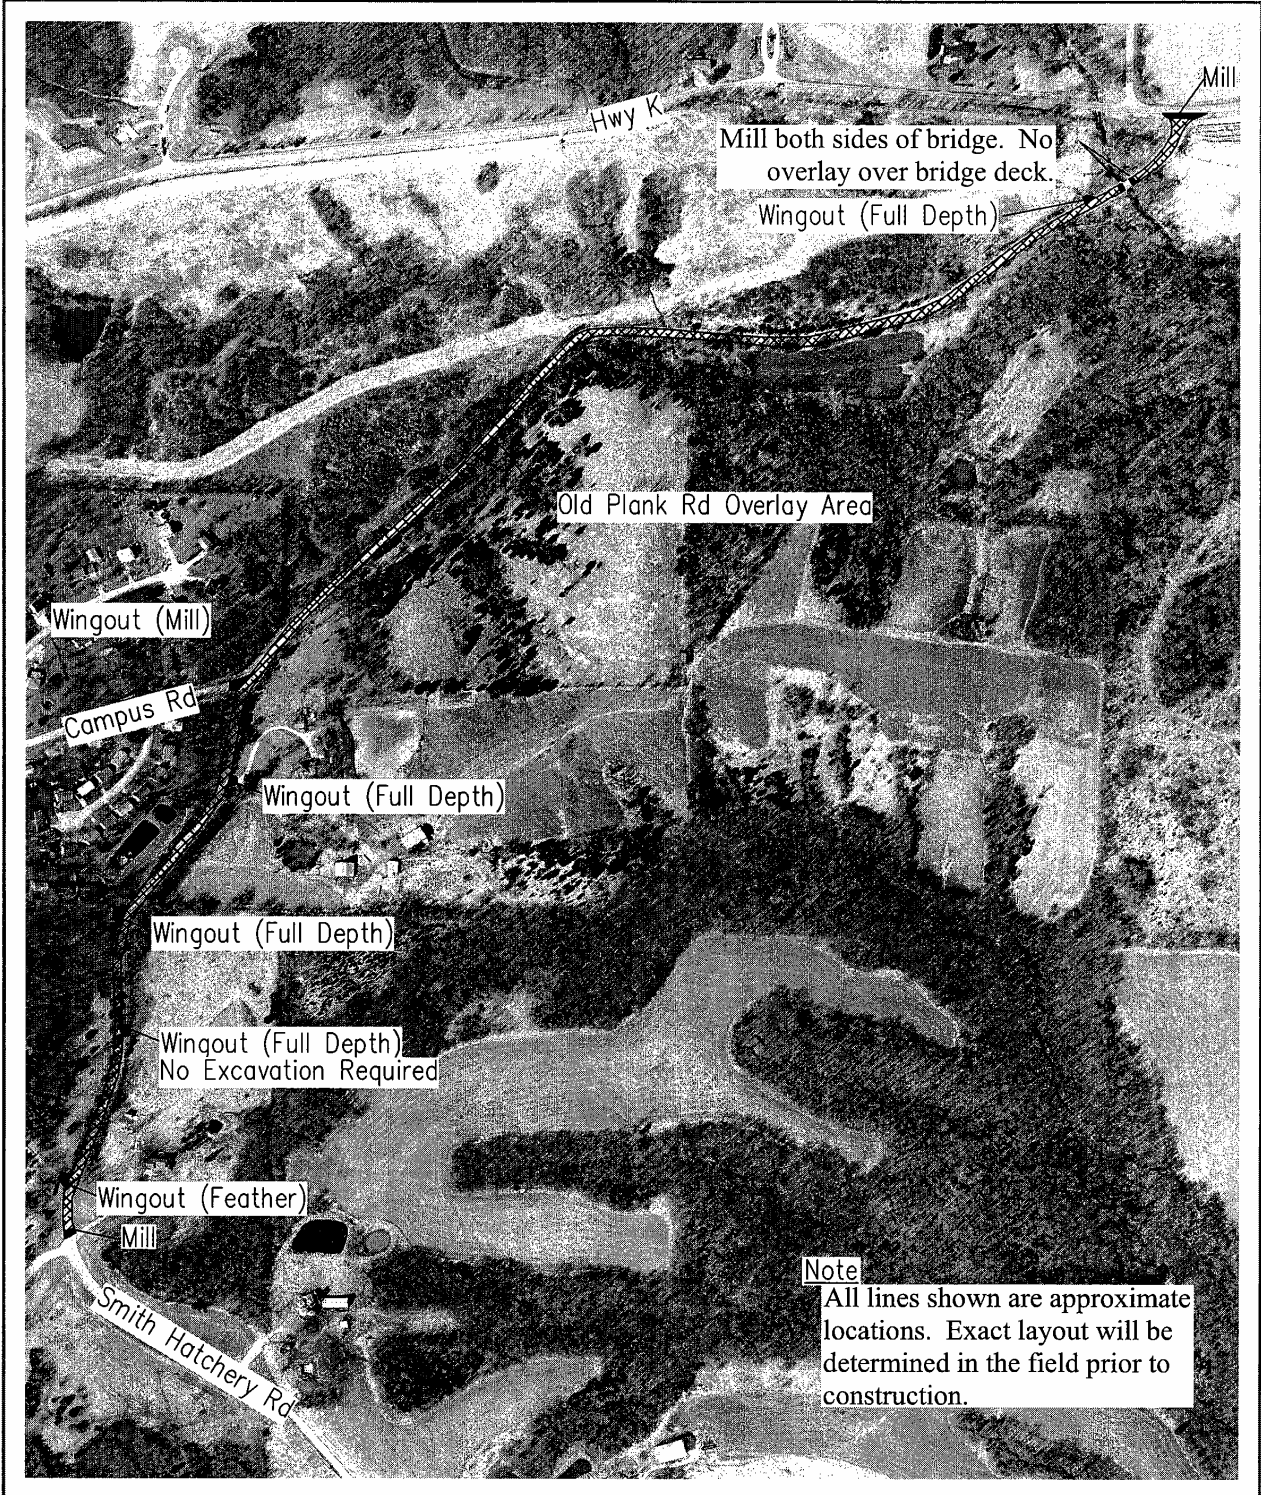 Mill
Hwy K
Mill both sides of bridge. No
overlay over bridge deck.
Wingout (Full Depth)
Old Plank Rd Overlay Area
Wingout (Mill)
Campus Rd
Wingout (Full Depth)
Wingout (Full Depth)
Wingout (Full Depth)
No Excavation Required
Wingout (Feather)
Mill
Smith Hatchery Rd
Note
All lines shown are approximate
locations. Exact layout will be
determined in the field prior to
construction.